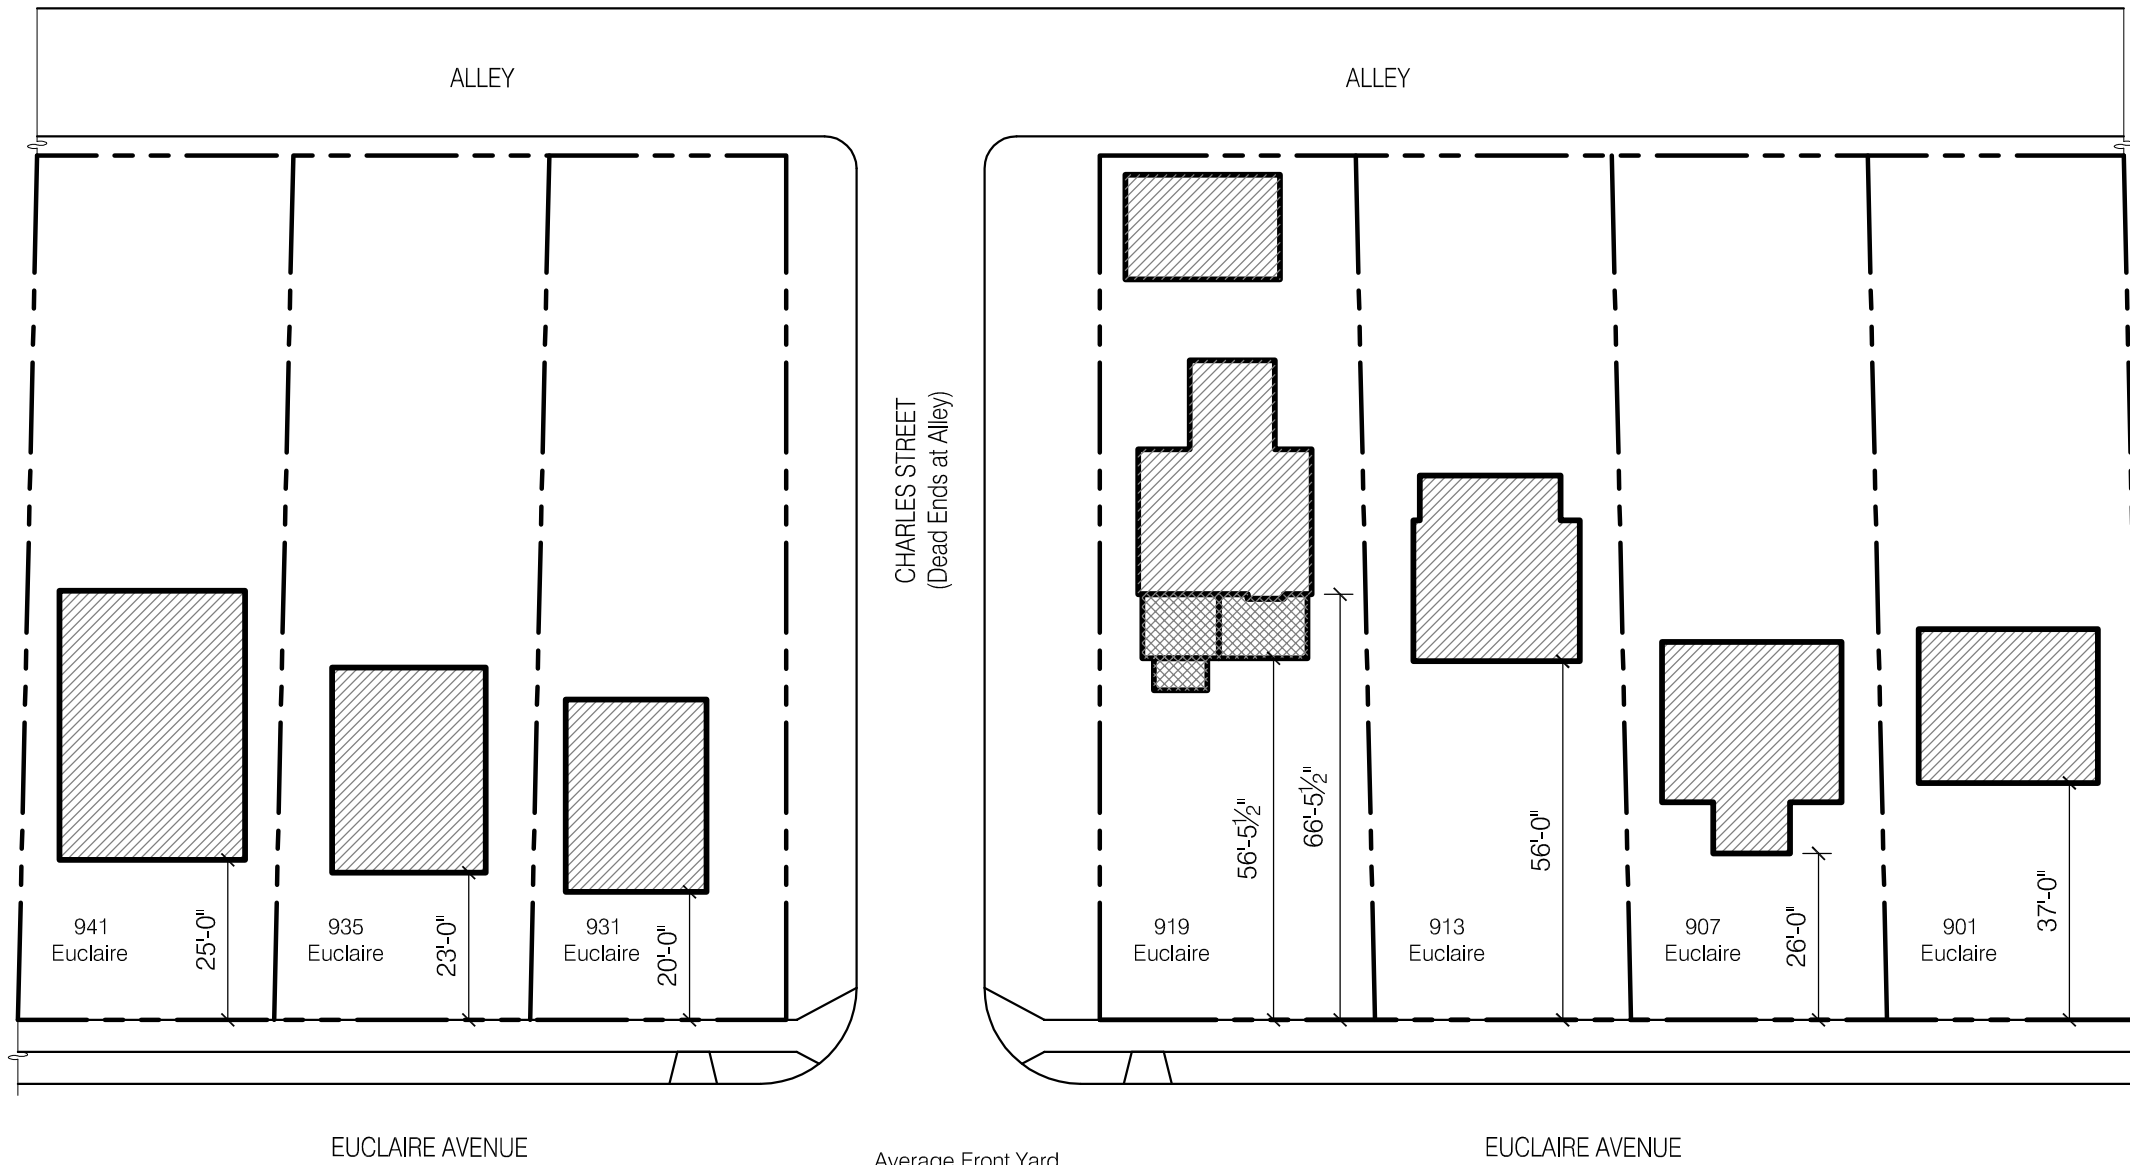 ALLEY
ALLEY
CHARLES STREET
(Dead Ends at Alley)
941
Euclaire
25'-0"
935
Euclaire
23'-0"
931
Euclaire
20'-0"
919
Euclaire
56'-5½"
66'-5½"
913
Euclaire
56'-0"
907
Euclaire
26'-0"
901
Euclaire
37'-0"
EUCLAIRE AVENUE
Average Front Yard
EUCLAIRE AVENUE